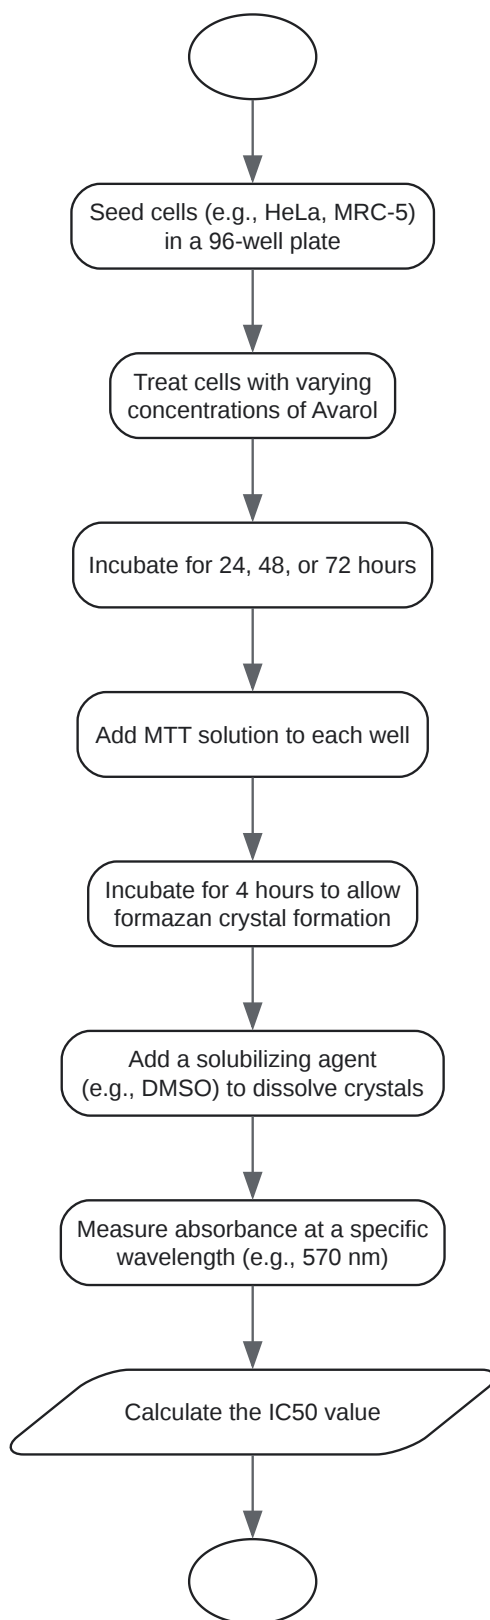 Seed cells (e.g., HeLa, MRC-5)
in a 96-well plate
Treat cells with varying
concentrations of Avarol
Incubate for 24, 48, or 72 hours
Add MTT solution to each well
Incubate for 4 hours to allow
formazan crystal formation
Add a solubilizing agent
(e.g., DMSO) to dissolve crystals
Measure absorbance at a specific
wavelength (e.g., 570 nm)
Calculate the IC50 value